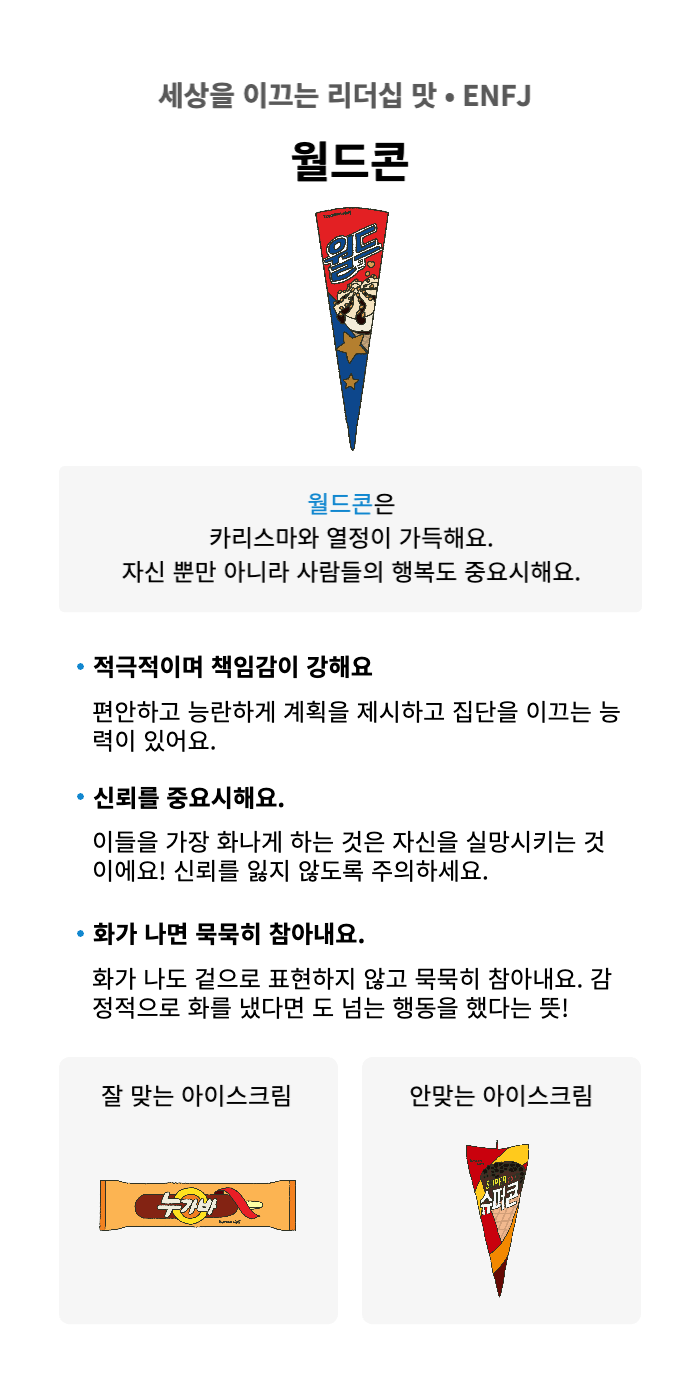 세상을 이끄는 리더십 맛 • ENFJ
월드콘
월드
콘
월드콘은
카리스마와 열정이 가득해요.
자신 뿐만 아니라 사람들의 행복도 중요시해요.
• 적극적이며 책임감이 강해요
편안하고 능란하게 계획을 제시하고 집단을 이끄는 능
력이 있어요.
• 신뢰를 중요시해요.
이들을 가장 화나게 하는 것은 자신을 실망시키는 것
이에요! 신뢰를 잃지 않도록 주의하세요.
• 화가 나면 묵묵히 참아내요.
화가 나도 겉으로 표현하지 않고 묵묵히 참아내요. 감
정적으로 화를 냈다면 도 넘는 행동을 했다는 뜻!
잘 맞는 아이스크림
안맞는 아이스크림
누가바
슈퍼콘